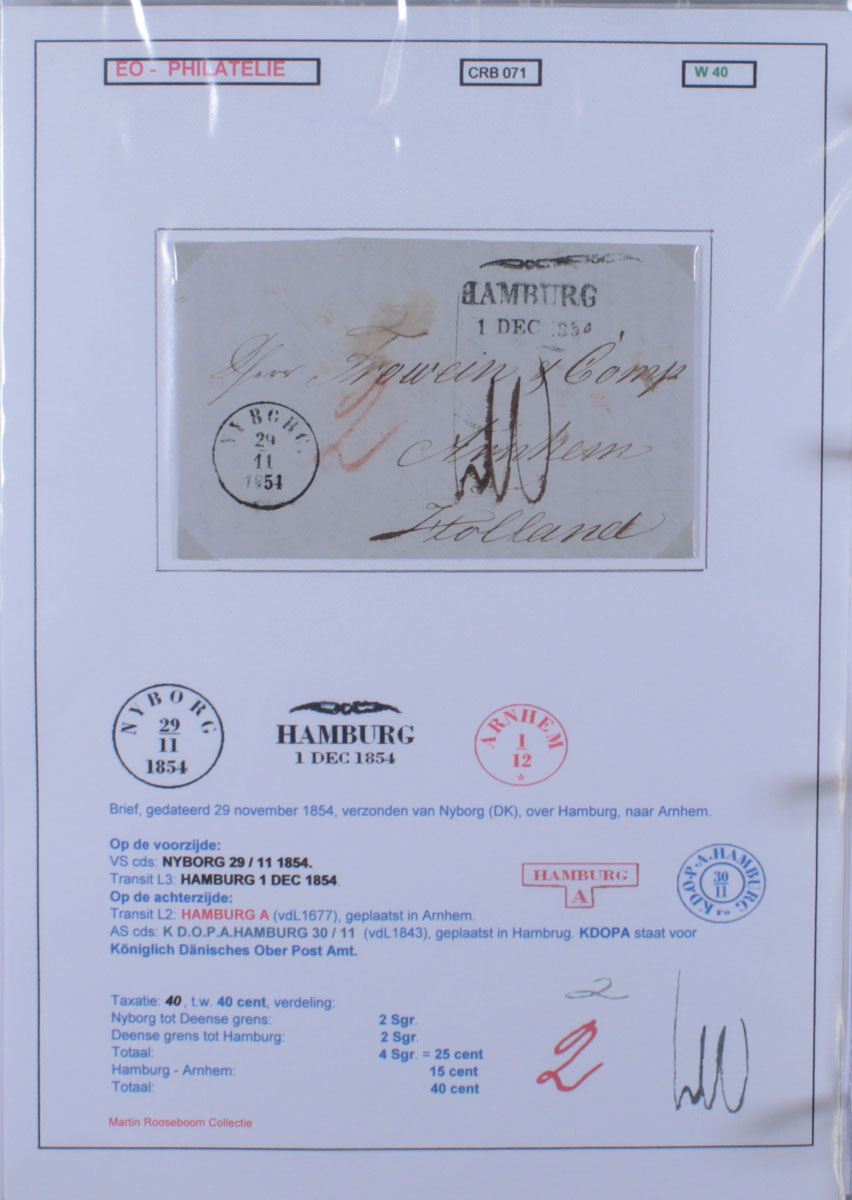 EO - PHILATELIE
CRB 071
W 40
HAMBURG
1 DEC 1854
Herr Frowein & Comp
NYBORG
29
11
1854
2
40
Arnhem
Holland
NYBORG
29
11
1854
HAMBURG
1 DEC 1854
ARNHEM
1
12
*
Brief, gedateerd 29 november 1854, verzonden van Nyborg (DK), over Hamburg, naar Arnhem.
Op de voorzijde:
VS cds: NYBORG 29 / 11 1854.
Transit L3: HAMBURG 1 DEC 1854.
Op de achterzijde:
Transit L2: HAMBURG A (vdL1677), geplaatst in Arnhem.
AS cds: K D.O.P.A.HAMBURG 30 / 11 (vdL1843), geplaatst in Hambrug. KDOPA staat voor
Königlich Dänisches Ober Post Amt.
HAMBURG
A
K.D.O.P.A.HAMBURG
30
11
Taxatie: 40 , t.w. 40 cent, verdeling:
Nyborg tot Deense grens: 2 Sgr.
Deense grens tot Hamburg: 2 Sgr.
Totaal: 4 Sgr. = 25 cent
Hamburg - Arnhem: 15 cent
Totaal: 40 cent
2
2
40
Martin Rooseboom Collectie